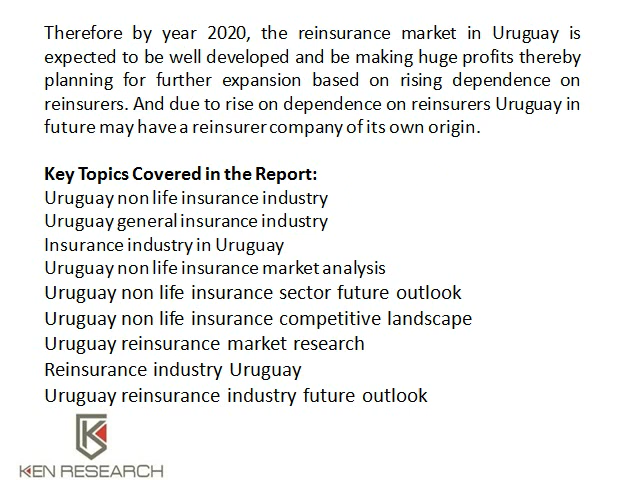 Therefore by year 2020, the reinsurance market in Uruguay is
expected to be well developed and be making huge profits thereby
planning for further expansion based on rising dependence on
reinsurers. And due to rise on dependence on reinsurers Uruguay in
future may have a reinsurer company of its own origin.
Key Topics Covered in the Report:
Uruguay non life insurance industry
Uruguay general insurance industry
Insurance industry in Uruguay
Uruguay non life insurance market analysis
Uruguay non life insurance sector future outlook
Uruguay non life insurance competitive landscape
Uruguay reinsurance market research
Reinsurance industry Uruguay
Uruguay reinsurance industry future outlook
KEN RESEARCH